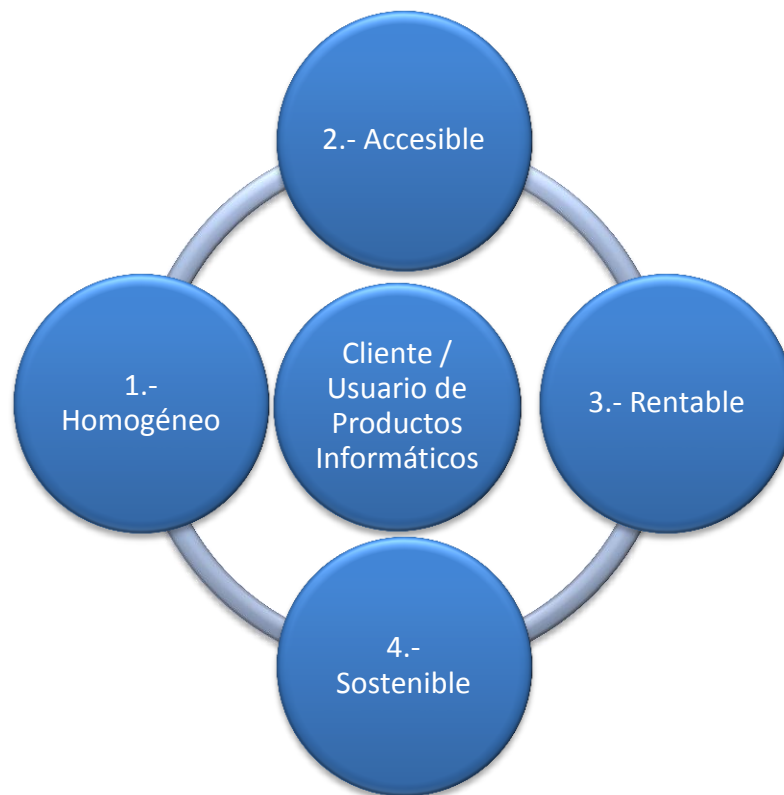 2.- Accesible
1.-
Homogéneo
Cliente /
Usuario de
Productos
Informáticos
3.- Rentable
4.-
Sostenible